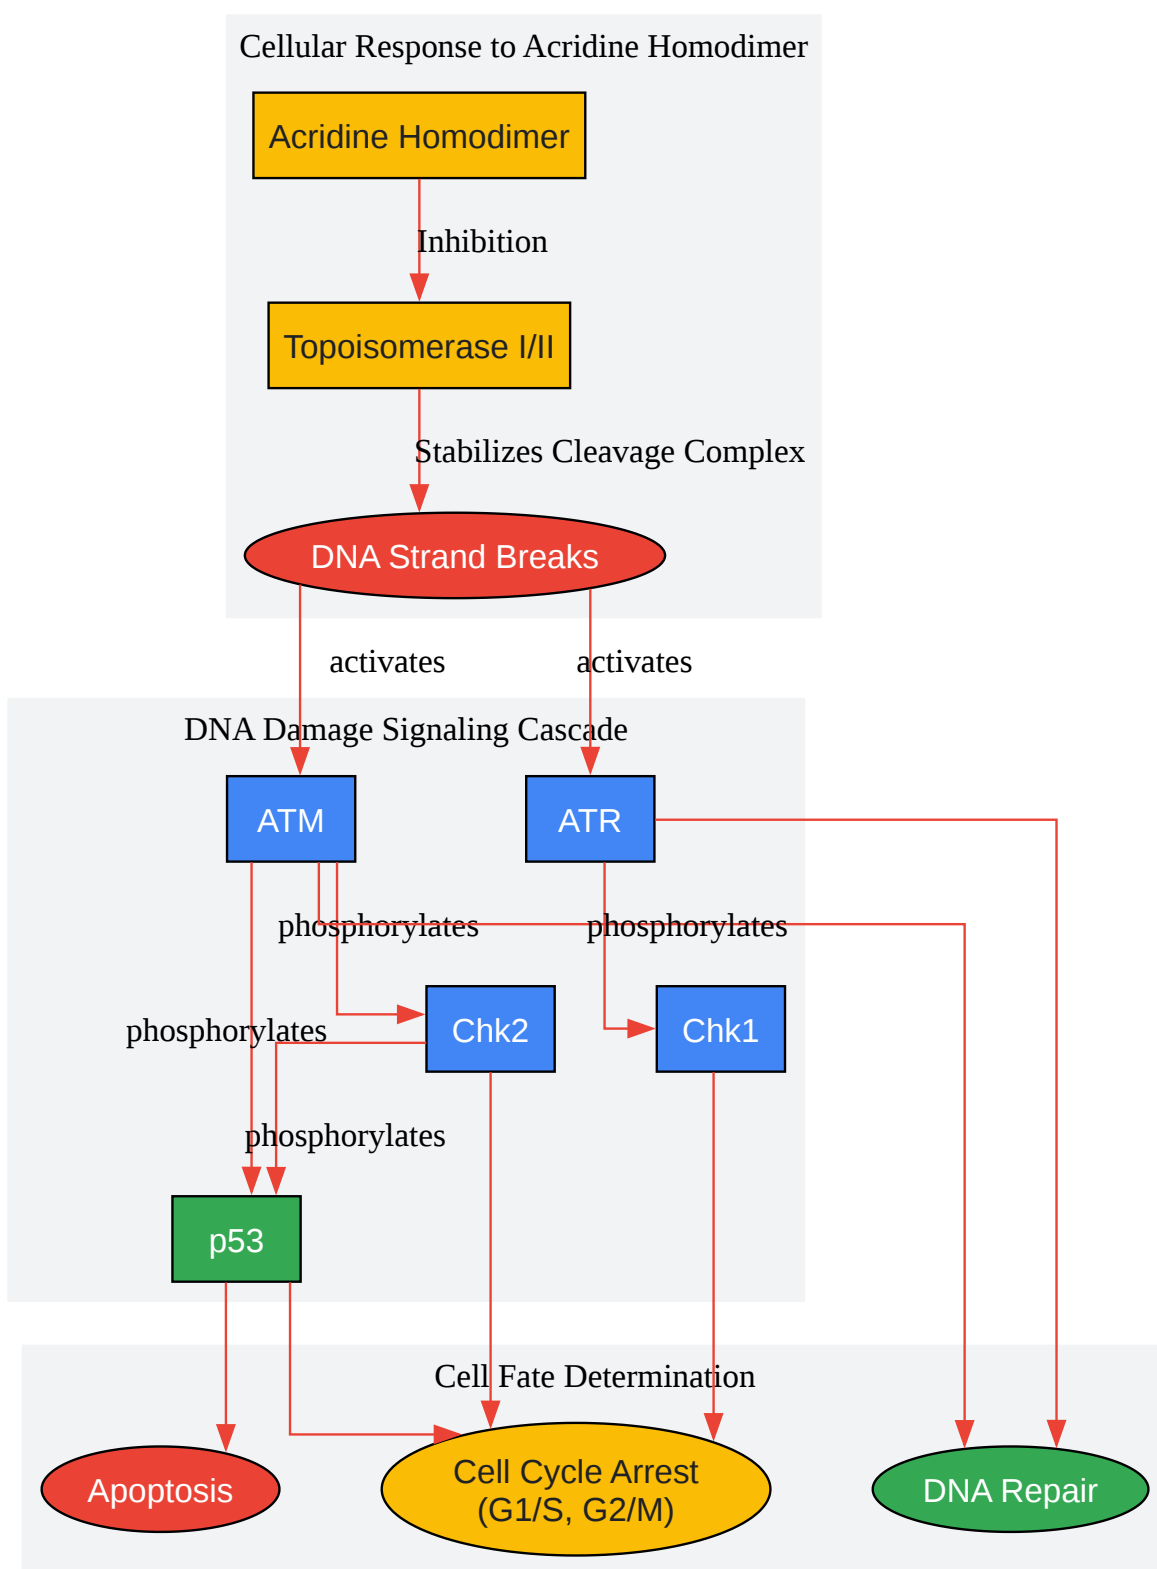 Cellular Response to Acridine Homodimer
Acridine Homodimer
Inhibition
Topoisomerase I/II
Stabilizes Cleavage Complex
DNA Strand Breaks
activates
activates
DNA Damage Signaling Cascade
ATM
ATR
phosphorylates
phosphorylates
Chk2
Chk1
phosphorylates
phosphorylates
p53
Cell Fate Determination
Apoptosis
Cell Cycle Arrest
(G1/S, G2/M)
DNA Repair